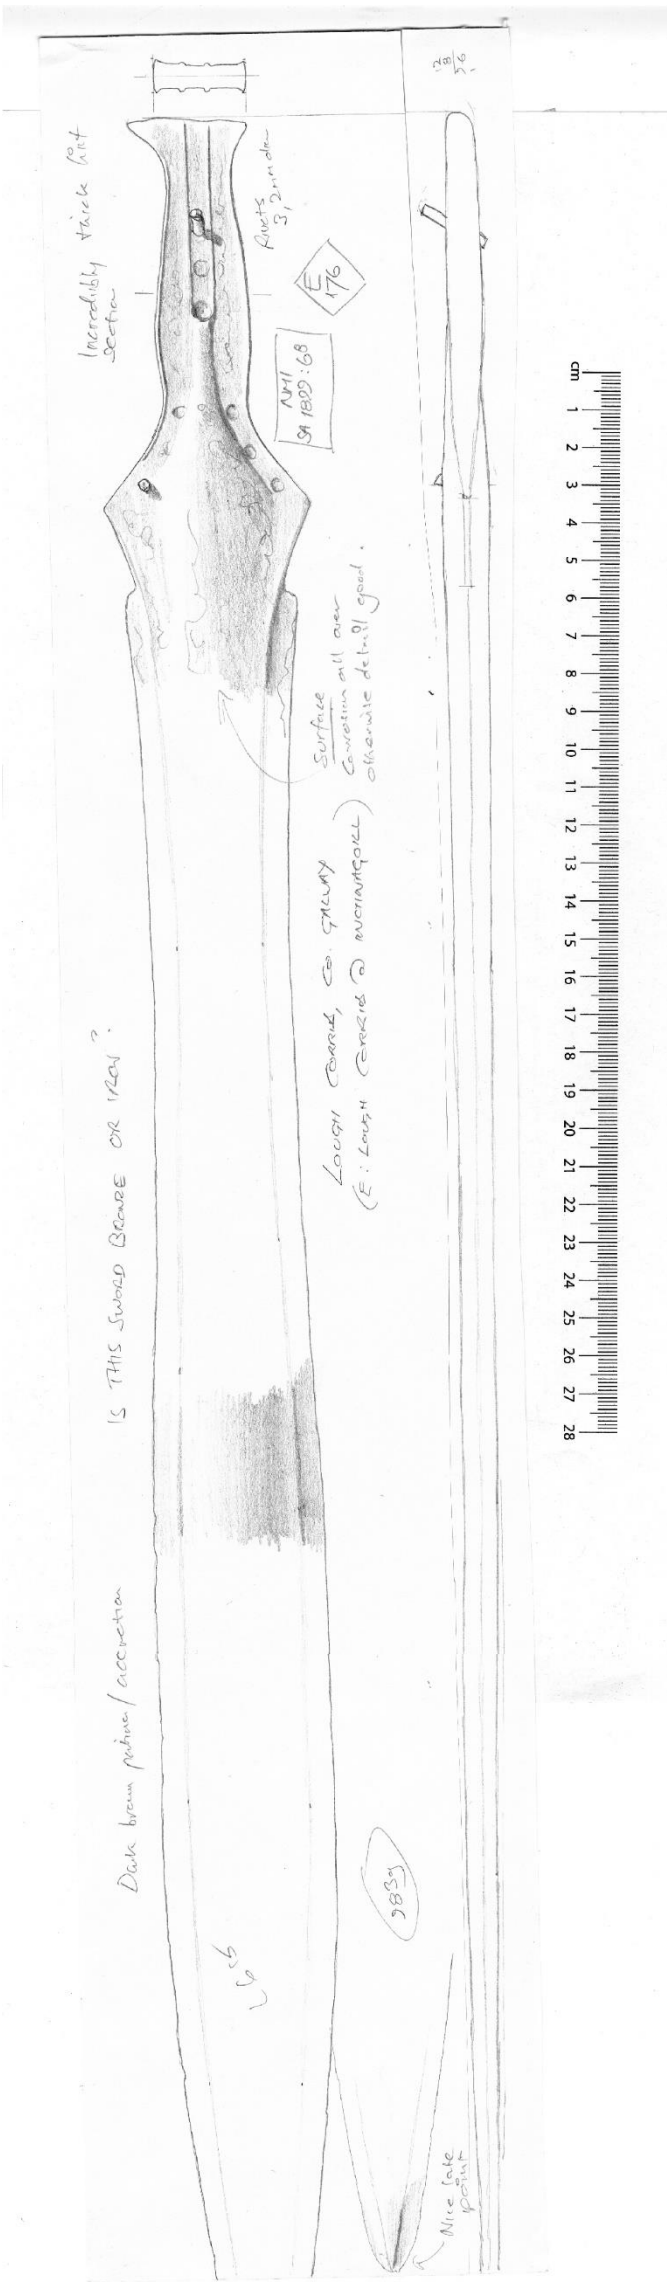 Incredibly thick hilt
section
Rivets
3, 2mm dia
E
176
NMI
SA 1899:68
Surface
Corrosion all over
otherwise detail good.
LOUGH CORRIB, CO. GALWAY
(E: LOUGH CORRIB @ INCHINAGOILL)
IS THIS SWORD BRONZE OR IRON?
Dark brown patina/accretion
983g
Nice late
point
cm
1
2
3
4
5
6
7
8
9
10
11
12
13
14
15
16
17
18
19
20
21
22
23
24
25
26
27
28